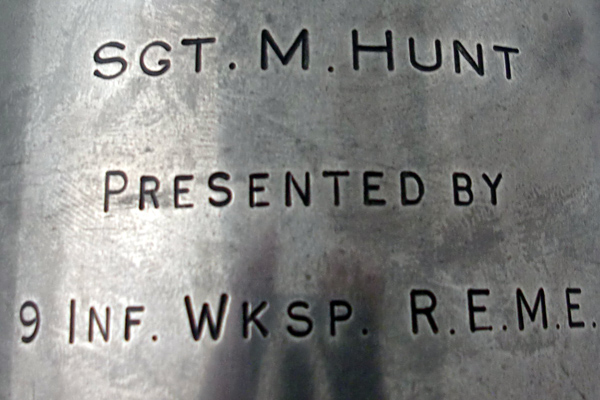 SGT. M. HUNT
PRESENTED BY
9 INF. WKSP. R.E.M.E.